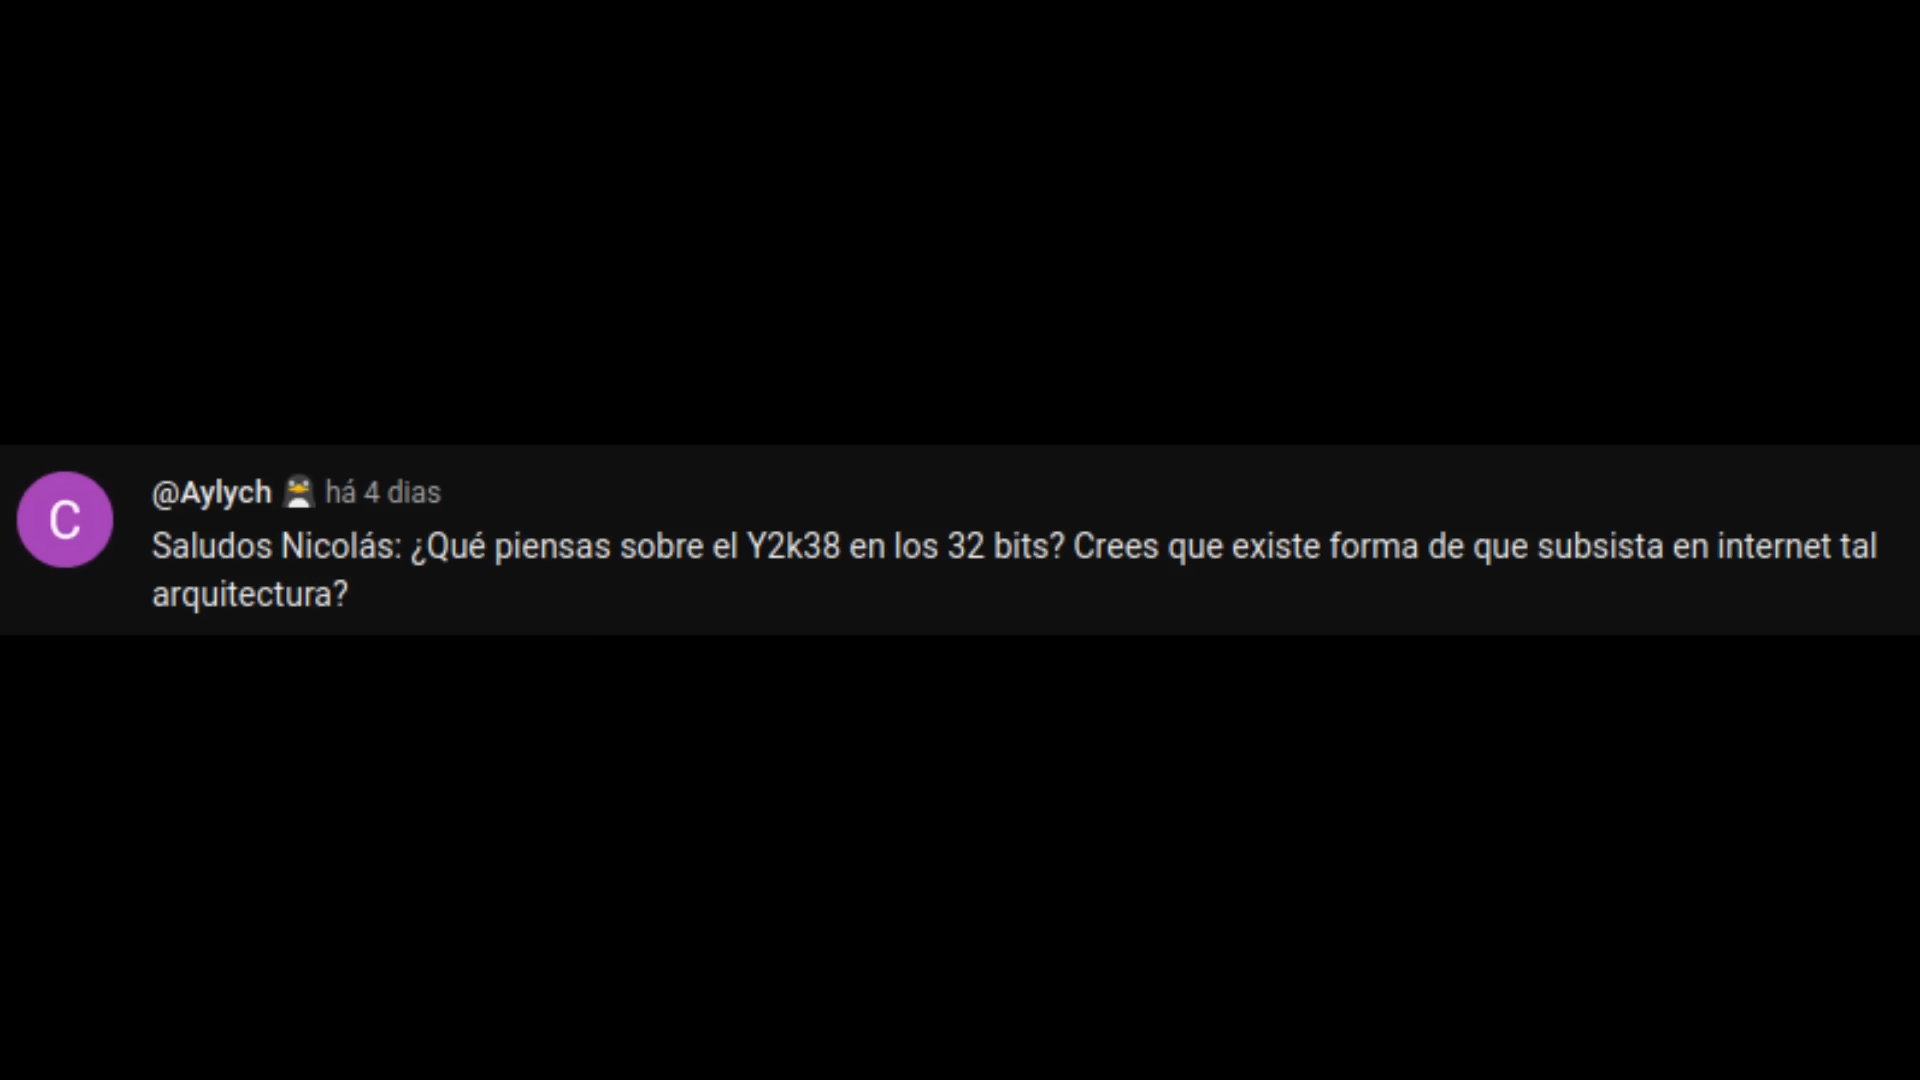 C
@Aylych há 4 dias
Saludos Nicolás: ¿Qué piensas sobre el Y2k38 en los 32 bits? Crees que existe forma de que subsista en internet tal
arquitectura?